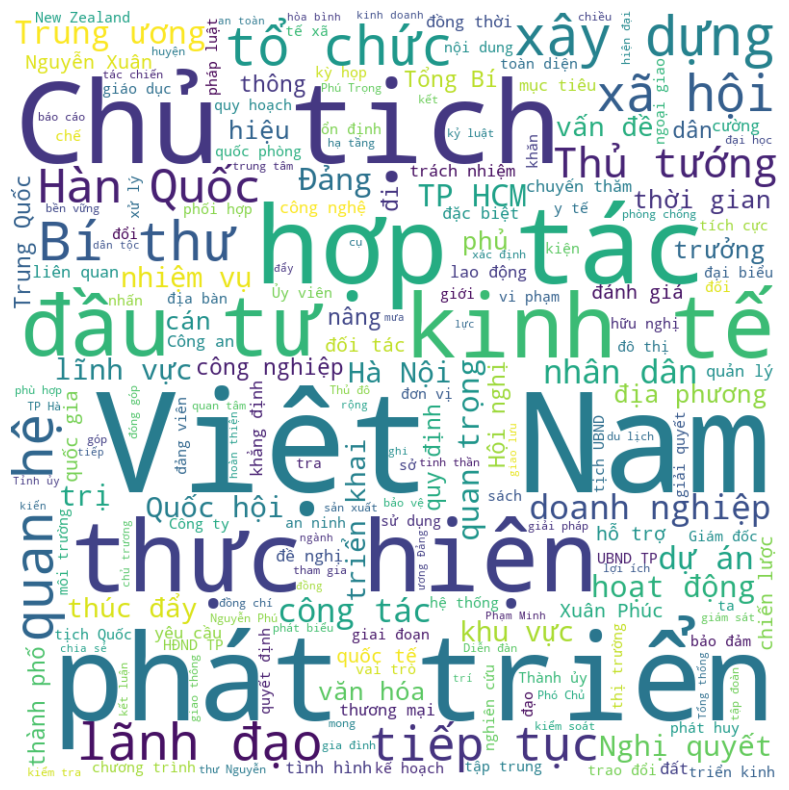 New Zealand
an toàn
hòa bình
kinh doanh
đồng thời
chiều
hiện đại
Trung ương
huyện
pháp luật
tổ chức
tế xã
nội dung
toàn diện
ngoại giao
xây dựng
Nguyễn Xuân
tác chiến
giáo dục
thông
kỳ họp
Phú Trọng
Tổng Bí
mục tiêu
xã hội
Chủ tịch
báo cáo
chế
quy hoạch
hiệu
ổn định
kết
hạ tầng
kỷ luật
khăn
vấn đề
dân
cường
đại học
quốc phòng
trung tâm
Thủ tướng
Hàn Quốc
xử lý
Đảng
đi
trách nhiệm
TP HCM
chuyến thăm
thời gian
Trung Quốc
bền vững
phối hợp
công nghệ
đặc biệt
y tế
phòng chống
tích cực
Bí thư
dân tộc
đổi
cụ
hợp tác
phủ
kiện
xác định
trưởng
liên quan
đẩy
lao động
đại biểu
nhiệm vụ
nhấn
địa bàn
Ủy viên
giới
vi phạm
đánh giá
đời
đầu tư
cán
nâng
mưa
lực
kinh tế
hữu nghị
Công an
đối tác
đô thị
lĩnh vực
công nghiệp
Hà Nội
nhân dân
quản lý
phù hợp
TP Hà
đóng góp
quan tâm
Thủ đô
rộng
đơn vị
quan trọng
Hội nghị
địa phương
quan hệ
góp
tiếp
quốc gia
đảng viên
hoàn thiện
khẳng định
Việt Nam
ghi
quy định
giao lưu
du lịch
tịch UBND
giải quyết
Tỉnh ủy
trị
tra
triển khai
tinh thần
sở
kiến
Quốc hội
sản xuất
bảo vệ
sách
doanh nghiệp
môi trường
chủ trương
Công ty
an ninh
sử dụng
giải pháp
hỗ trợ
Giám đốc
thực hiện
đề nghị
ngành
tham gia
ương Đảng
UBND TP
lợi ích
dự án
chiến lược
đồng
hoạt động
thúc đẩy
đồng chí
công tác
hệ thống
Phạm Minh
Xuân Phúc
ta
giám sát
tịch Quốc
HĐND TP
Nguyễn Phú
phát biểu
giai đoạn
khu vực
bảo đảm
thành phố
yêu cầu
chia sẻ
quyết định
quốc tế
vai trò
Diễn đàn
thị trường
Tổng thống
tập đoàn
kết luận
giao thông
phát triển
văn hóa
trí
nghiên cứu
Thành ủy
đạo
Phó Chủ
thương mại
phát huy
lãnh đạo
mong
gia đình
tiếp tục
kiểm soát
Nghị quyết
kiểm tra
chương trình
thư Nguyễn
tình hình
kế hoạch
tập trung
trao đổi
đất
triển kinh